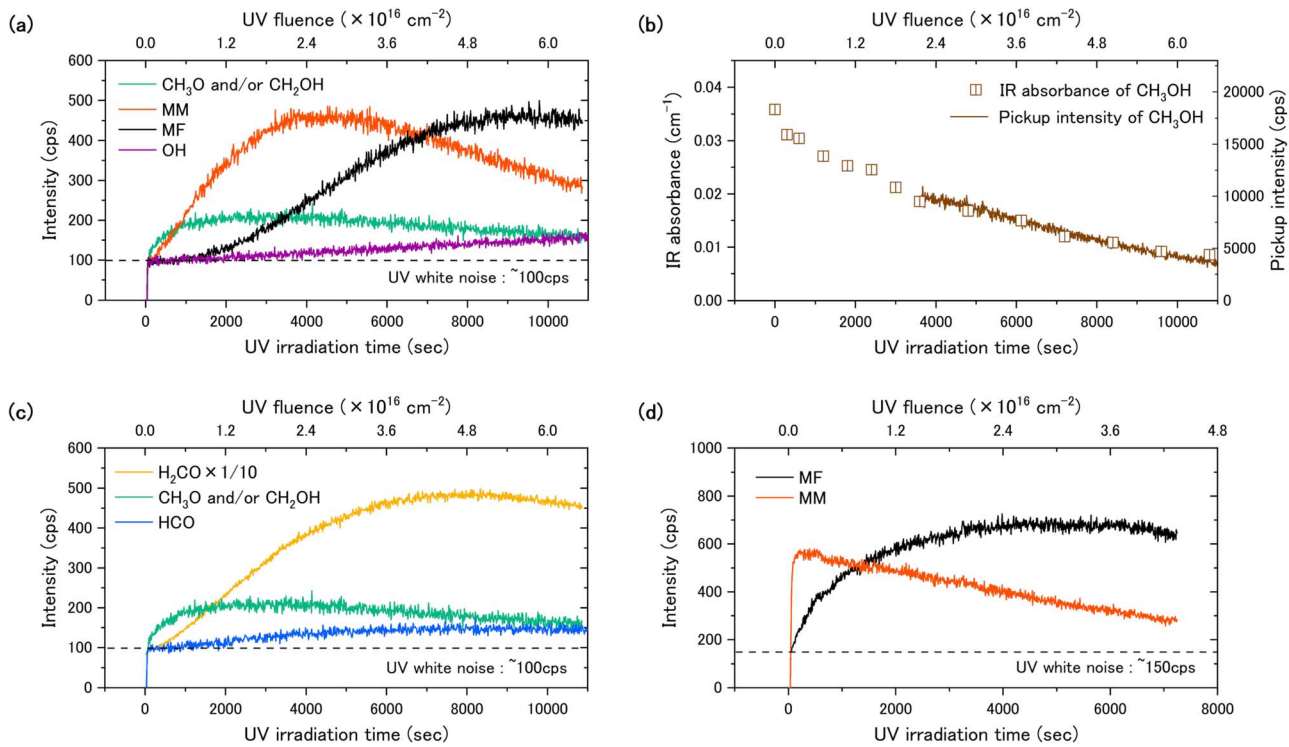 (a)
UV fluence (×10¹⁶ cm⁻²)
0.0 1.2 2.4 3.6 4.8 6.0
600
500
400
300
200
100
0
Intensity (cps)
CH₃O and/or CH₂OH
MM
MF
OH
UV white noise : ~100cps
0 2000 4000 6000 8000 10000
UV irradiation time (sec)
(b)
UV fluence (×10¹⁶ cm⁻²)
0.0 1.2 2.4 3.6 4.8 6.0
0.04
0.03
0.02
0.01
0.00
IR absorbance (cm⁻¹)
IR absorbance of CH₃OH
Pickup intensity of CH₃OH
20000
15000
10000
5000
0
Pickup intensity (cps)
0 2000 4000 6000 8000 10000
UV irradiation time (sec)
(c)
UV fluence (×10¹⁶ cm⁻²)
0.0 1.2 2.4 3.6 4.8 6.0
600
500
400
300
200
100
0
Intensity (cps)
H₂CO × 1/10
CH₃O and/or CH₂OH
HCO
UV white noise : ~100cps
0 2000 4000 6000 8000 10000
UV irradiation time (sec)
(d)
UV fluence (×10¹⁶ cm⁻²)
0.0 1.2 2.4 3.6 4.8
1000
800
600
400
200
0
Intensity (cps)
MF
MM
UV white noise : ~150cps
0 2000 4000 6000 8000
UV irradiation time (sec)